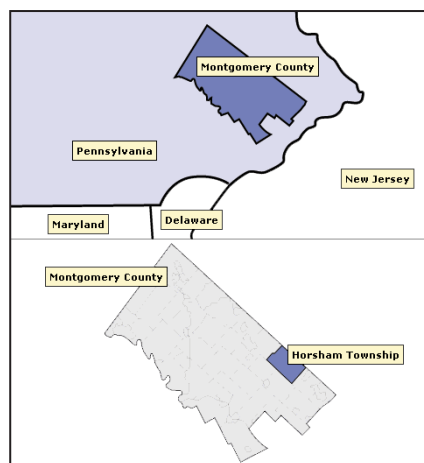 Montgomery County
Pennsylvania
New Jersey
Maryland
Delaware
Montgomery County
Horsham Township